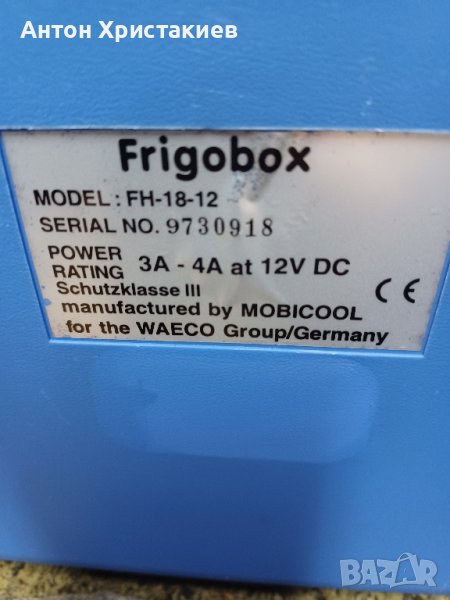 Антон Христакиев
Frigobox
MODEL: FH-18-12
SERIAL NO. 9730918
POWER RATING 3A - 4A at 12V DC
Schutzklasse III
CE
manufactured by MOBICOOL
for the WAECO Group/Germany
BAZAR